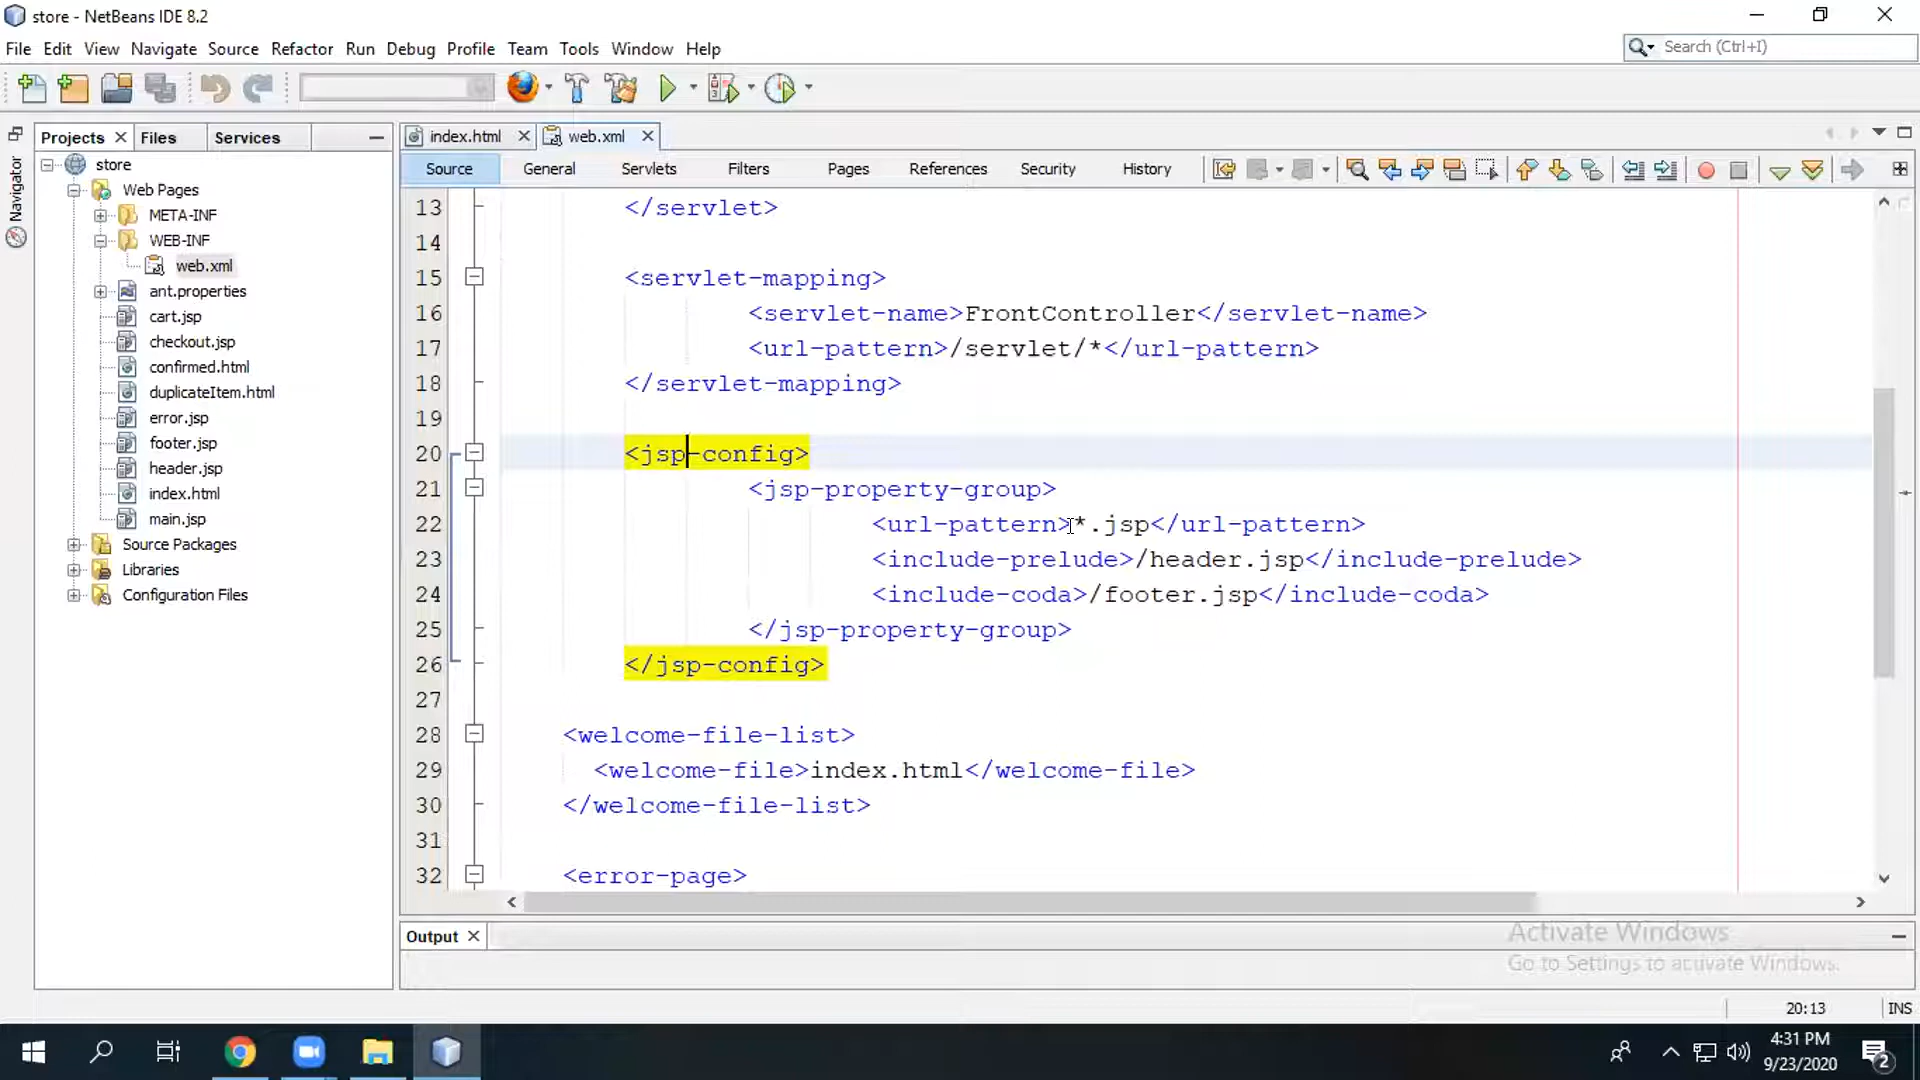 store - NetBeans IDE 8.2
File Edit View Navigate Source Refactor Run Debug Profile Team Tools Window Help
Search (Ctrl+I)
Projects Files Services
index.html web.xml
Source General Servlets Filters Pages References Security History
Navigator
store
Web Pages
META-INF
WEB-INF
web.xml
ant.properties
cart.jsp
checkout.jsp
confirmed.html
duplicateItem.html
error.jsp
footer.jsp
header.jsp
index.html
main.jsp
Source Packages
Libraries
Configuration Files
13 </servlet>
14
15 <servlet-mapping>
16 <servlet-name>FrontController</servlet-name>
17 <url-pattern>/servlet/*</url-pattern>
18 </servlet-mapping>
19
20 <jsp-config>
21 <jsp-property-group>
22 <url-pattern>*.jsp</url-pattern>
23 <include-prelude>/header.jsp</include-prelude>
24 <include-coda>/footer.jsp</include-coda>
25 </jsp-property-group>
26 </jsp-config>
27
28 <welcome-file-list>
29 <welcome-file>index.html</welcome-file>
30 </welcome-file-list>
31
32 <error-page>
Output
Activate Windows
Go to Settings to activate Windows.
20:13 INS
4:31 PM
9/23/2020
2